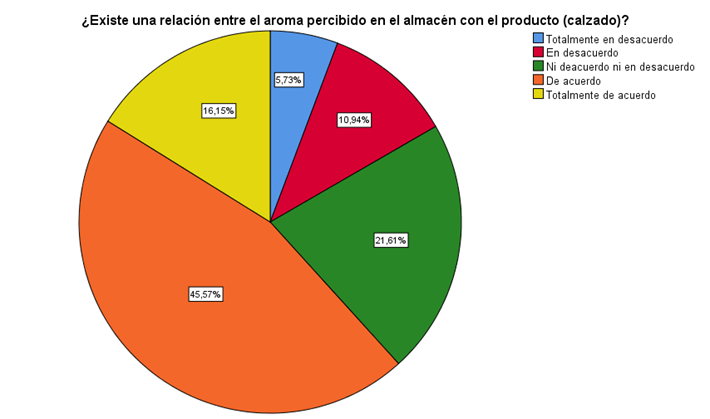 ¿Existe una relación entre el aroma percibido en el almacén con el producto (calzado)?
Totalmente en desacuerdo
En desacuerdo
Ni deacuerdo ni en desacuerdo
De acuerdo
Totalmente de acuerdo
5,73%
10,94%
16,15%
21,61%
45,57%